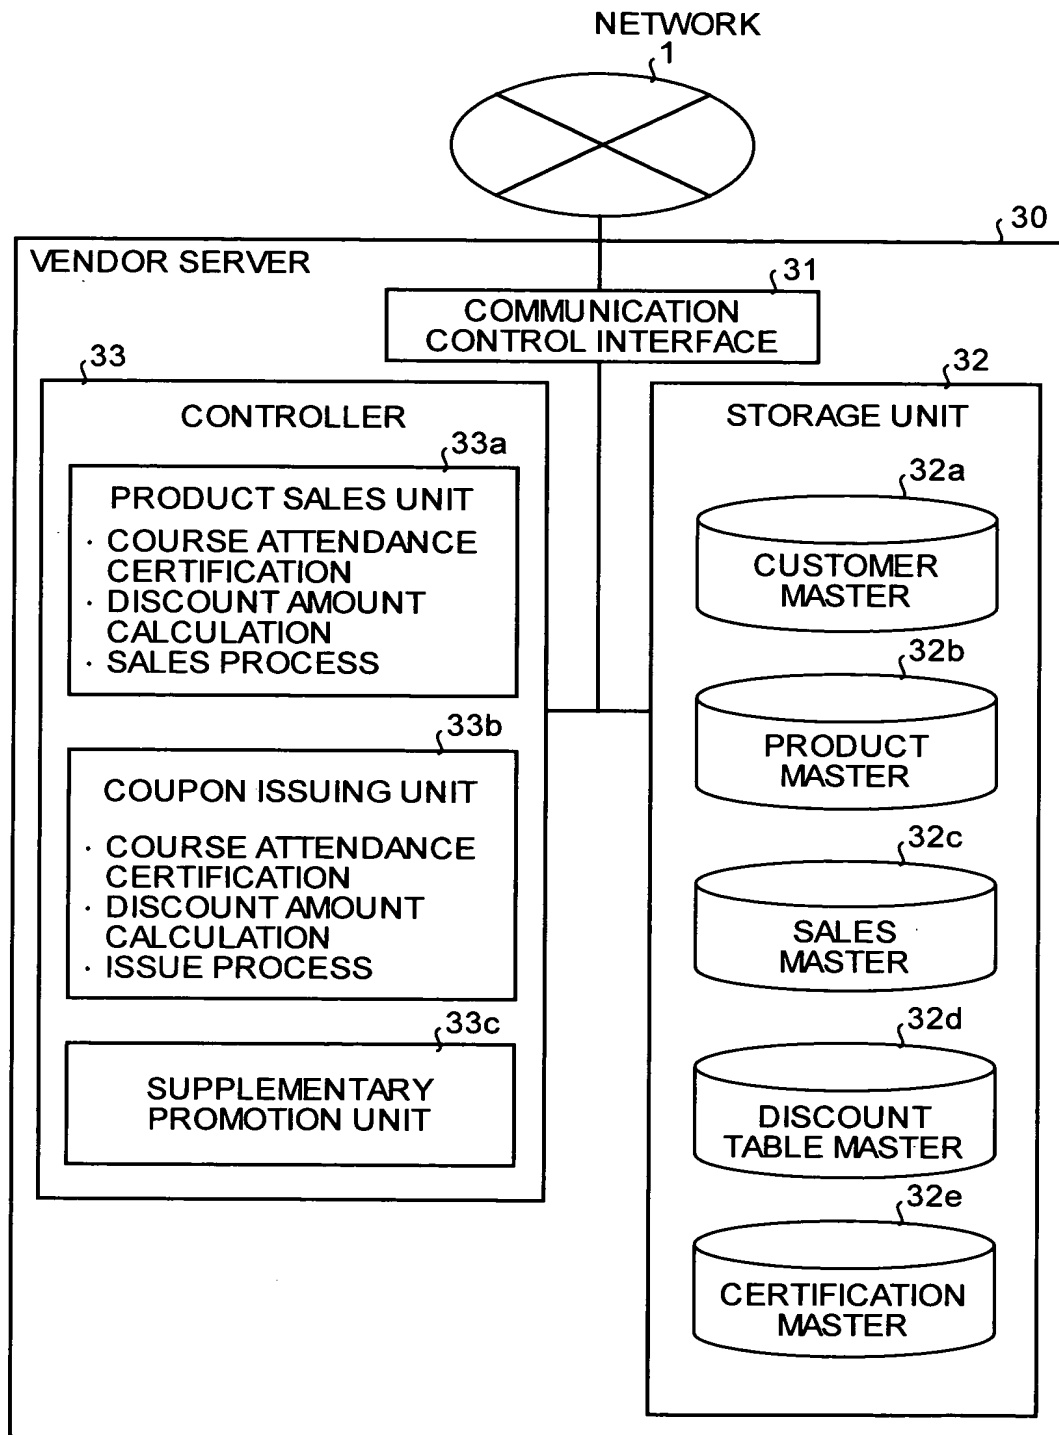 NETWORK
1
30
VENDOR SERVER
31
COMMUNICATION
CONTROL INTERFACE
33
CONTROLLER
33a
PRODUCT SALES UNIT
· COURSE ATTENDANCE
CERTIFICATION
· DISCOUNT AMOUNT
CALCULATION
· SALES PROCESS
33b
COUPON ISSUING UNIT
· COURSE ATTENDANCE
CERTIFICATION
· DISCOUNT AMOUNT
CALCULATION
· ISSUE PROCESS
33c
SUPPLEMENTARY
PROMOTION UNIT
32
STORAGE UNIT
32a
CUSTOMER
MASTER
32b
PRODUCT
MASTER
32c
SALES
MASTER
32d
DISCOUNT
TABLE MASTER
32e
CERTIFICATION
MASTER